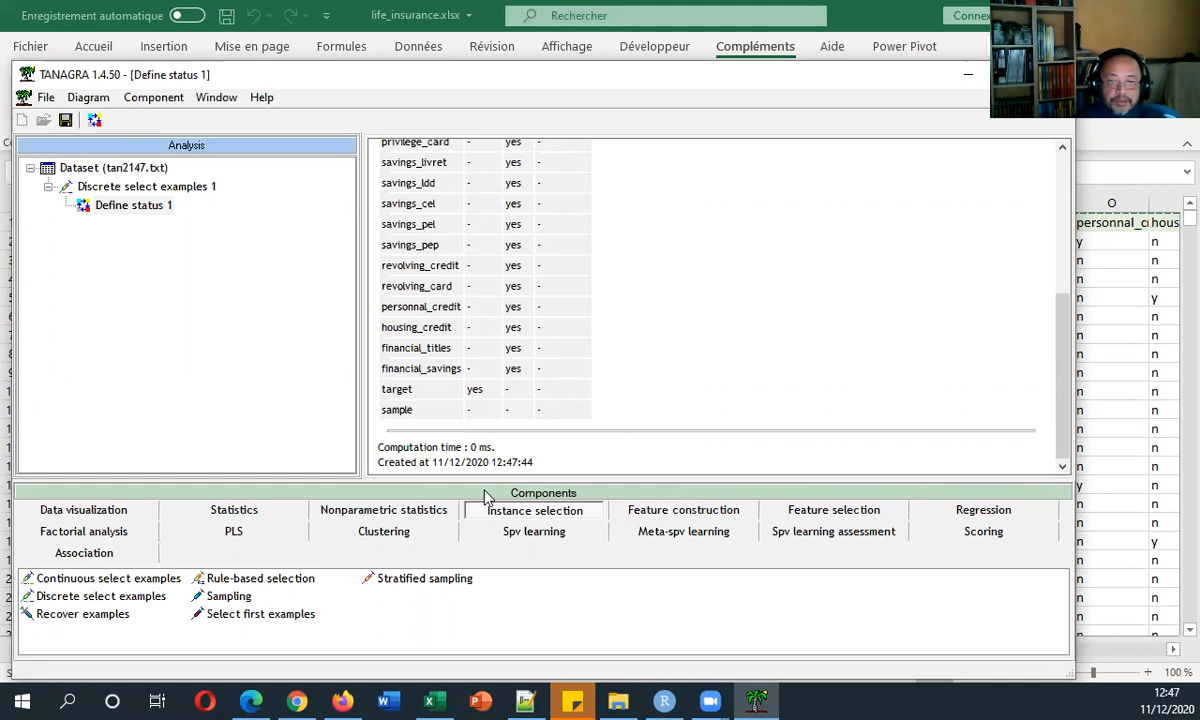 Enregistrement automatique
life_insurance.xlsx
Rechercher
Connex
Fichier Accueil Insertion Mise en page Formules Données Révision Affichage Développeur Compléments Aide Power Pivot
TANAGRA 1.4.50 - [Define status 1]
File Diagram Component Window Help
Analysis
Dataset (tan2147.txt)
Discrete select examples 1
Define status 1
privilege_card - yes -
savings_livret - yes -
savings_ldd - yes -
savings_cel - yes -
savings_pel - yes -
savings_pep - yes -
revolving_credit - yes -
revolving_card - yes -
personnal_credit - yes -
housing_credit - yes -
financial_titles - yes -
financial_savings - yes -
target yes - -
sample - - -
Computation time : 0 ms.
Created at 11/12/2020 12:47:44
O
personnal_cr hous
y n
n n
n n
n y
n n
n n
n n
n n
n n
n n
n n
n n
n n
y n
n n
n n
n y
n n
n n
n n
n n
Components
Data visualization Statistics Nonparametric statistics Instance selection Feature construction Feature selection Regression
Factorial analysis PLS Clustering Spv learning Meta-spv learning Spv learning assessment Scoring
Association
Continuous select examples Rule-based selection Stratified sampling
Discrete select examples Sampling
Recover examples Select first examples
100 %
12:47
11/12/2020